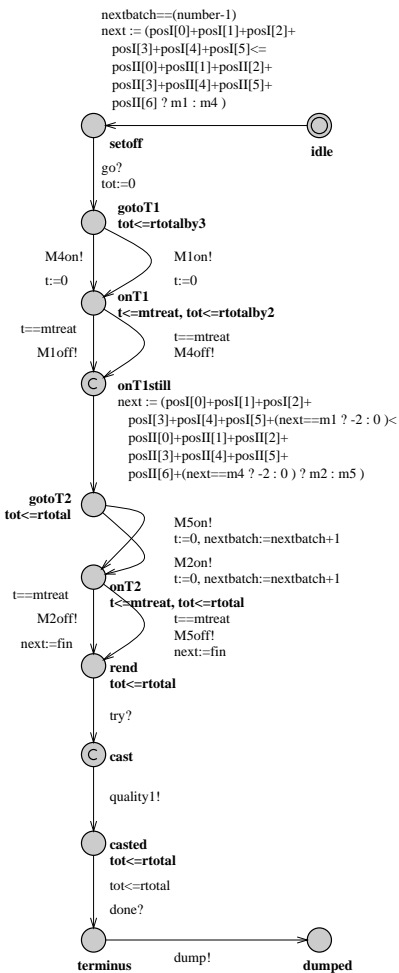 nextbatch==(number-1)
next := (posI[0]+posI[1]+posI[2]+
posI[3]+posI[4]+posI[5]<=
posII[0]+posII[1]+posII[2]+
posII[3]+posII[4]+posII[5]+
posII[6] ? m1 : m4 )
setoff
idle
go?
tot:=0
gotoT1
tot<=rtotalby3
M4on!
t:=0
M1on!
t:=0
onT1
t<=mtreat, tot<=rtotalby2
t==mtreat
M1off!
t==mtreat
M4off!
C
onT1still
next := (posI[0]+posI[1]+posI[2]+
posI[3]+posI[4]+posI[5]+(next==m1 ? -2 : 0 )<
posII[0]+posII[1]+posII[2]+
posII[3]+posII[4]+posII[5]+
posII[6]+(next==m4 ? -2 : 0 ) ? m2 : m5 )
gotoT2
tot<=rtotal
M5on!
t:=0, nextbatch:=nextbatch+1
M2on!
t:=0, nextbatch:=nextbatch+1
onT2
t<=mtreat, tot<=rtotal
t==mtreat
M2off!
next:=fin
t==mtreat
M5off!
next:=fin
rend
tot<=rtotal
try?
C
cast
quality1!
casted
tot<=rtotal
tot<=rtotal
done?
terminus
dump!
dumped